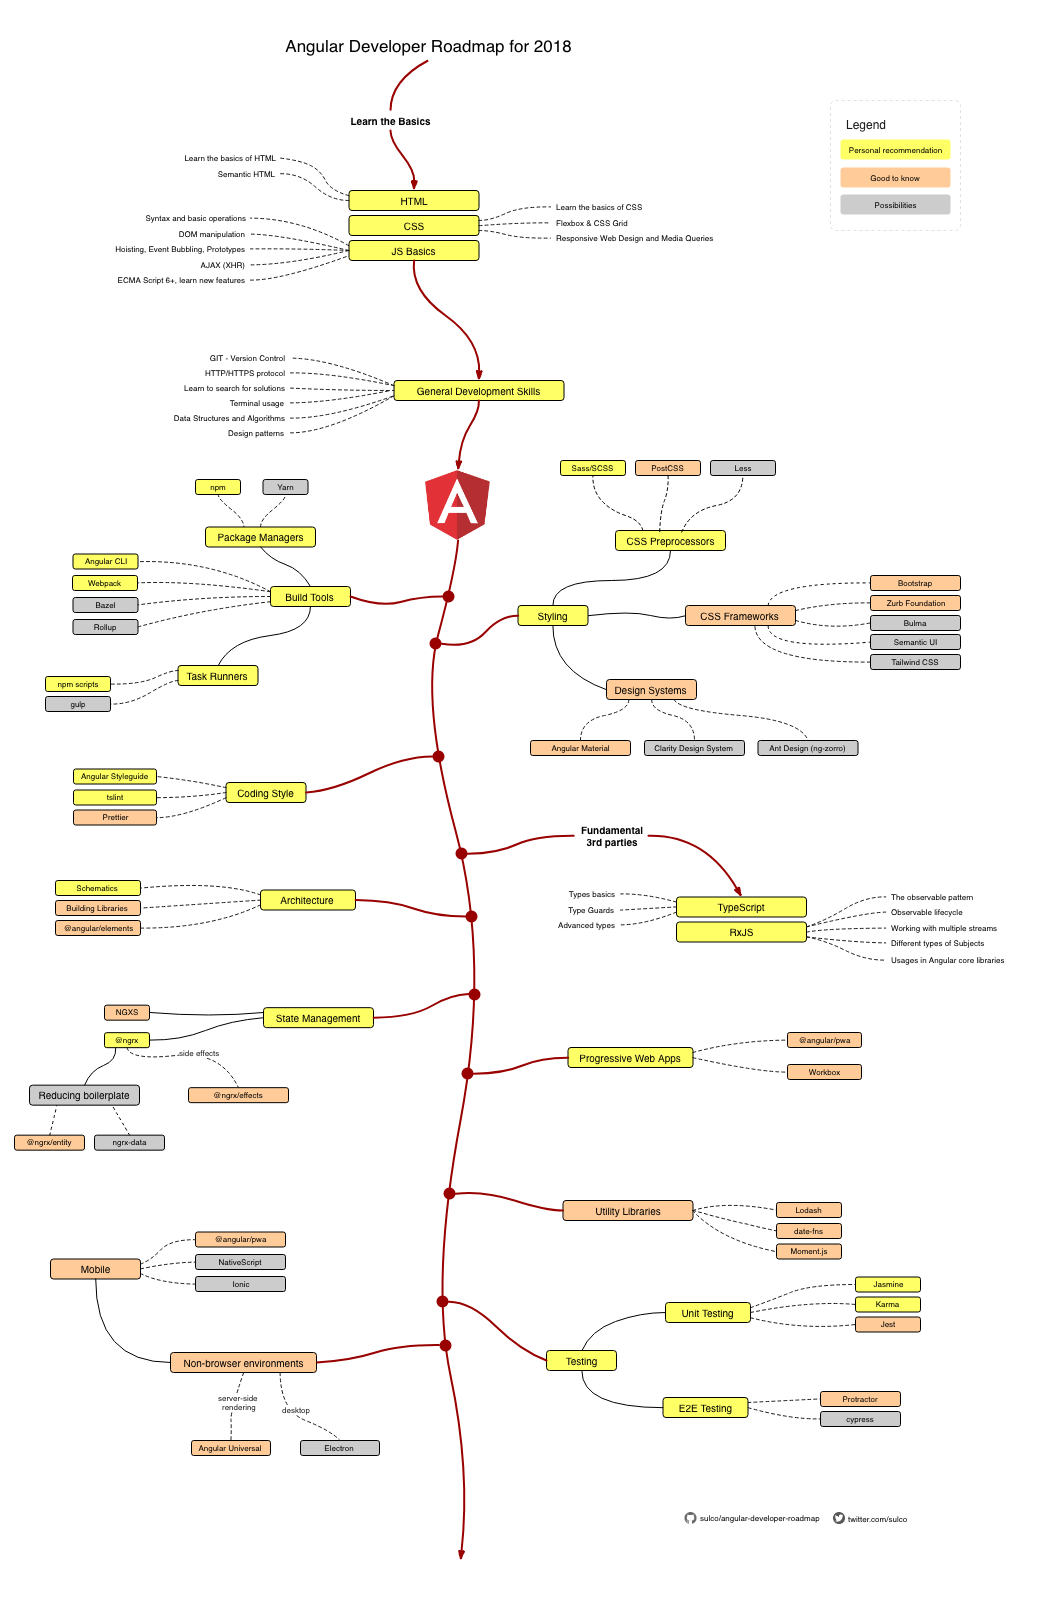 Angular Developer Roadmap for 2018
Learn the Basics
Legend
Personal recommendation
Good to know
Possibilities
Learn the basics of HTML
Semantic HTML
HTML
CSS
JS Basics
Learn the basics of CSS
Flexbox & CSS Grid
Responsive Web Design and Media Queries
Syntax and basic operations
DOM manipulation
Hoisting, Event Bubbling, Prototypes
AJAX (XHR)
ECMA Script 6+, learn new features
GIT - Version Control
HTTP/HTTPS protocol
Learn to search for solutions
Terminal usage
Data Structures and Algorithms
Design patterns
General Development Skills
A
npm
Yarn
Package Managers
Angular CLI
Webpack
Bazel
Rollup
Build Tools
Task Runners
npm scripts
gulp
Sass/SCSS
PostCSS
Less
CSS Preprocessors
Styling
CSS Frameworks
Bootstrap
Zurb Foundation
Bulma
Semantic UI
Tailwind CSS
Design Systems
Angular Material
Clarity Design System
Ant Design (ng-zorro)
Angular Styleguide
tslint
Prettier
Coding Style
Fundamental
3rd parties
Types basics
Type Guards
Advanced types
TypeScript
RxJS
The observable pattern
Observable lifecycle
Working with multiple streams
Different types of Subjects
Usages in Angular core libraries
Schematics
Building Libraries
@angular/elements
Architecture
NGXS
@ngrx
State Management
side effects
@ngrx/effects
Reducing boilerplate
@ngrx/entity
ngrx-data
Progressive Web Apps
@angular/pwa
Workbox
Utility Libraries
Lodash
date-fns
Moment.js
Mobile
@angular/pwa
NativeScript
Ionic
Non-browser environments
server-side
rendering
desktop
Angular Universal
Electron
Testing
Unit Testing
Jasmine
Karma
Jest
E2E Testing
Protractor
cypress
sulco/angular-developer-roadmap
twitter.com/sulco